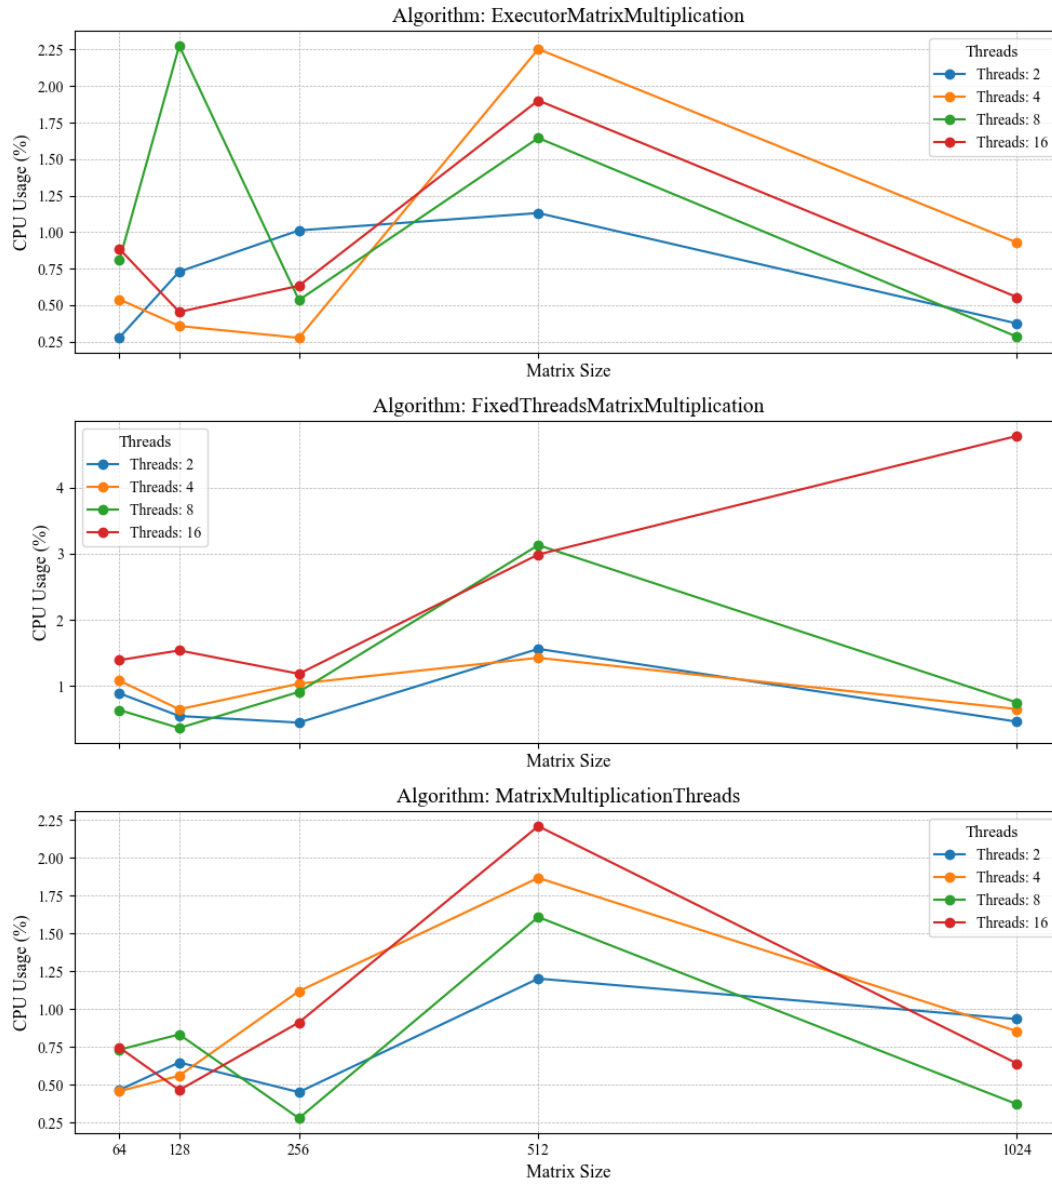 Algorithm: ExecutorMatrixMultiplication
CPU Usage (%)
2.25
2.00
1.75
1.50
1.25
1.00
0.75
0.50
0.25
Threads
Threads: 2
Threads: 4
Threads: 8
Threads: 16
Matrix Size
Algorithm: FixedThreadsMatrixMultiplication
CPU Usage (%)
4
3
2
1
Threads
Threads: 2
Threads: 4
Threads: 8
Threads: 16
Matrix Size
Algorithm: MatrixMultiplicationThreads
CPU Usage (%)
2.25
2.00
1.75
1.50
1.25
1.00
0.75
0.50
0.25
Threads
Threads: 2
Threads: 4
Threads: 8
Threads: 16
64 128 256 512 1024
Matrix Size